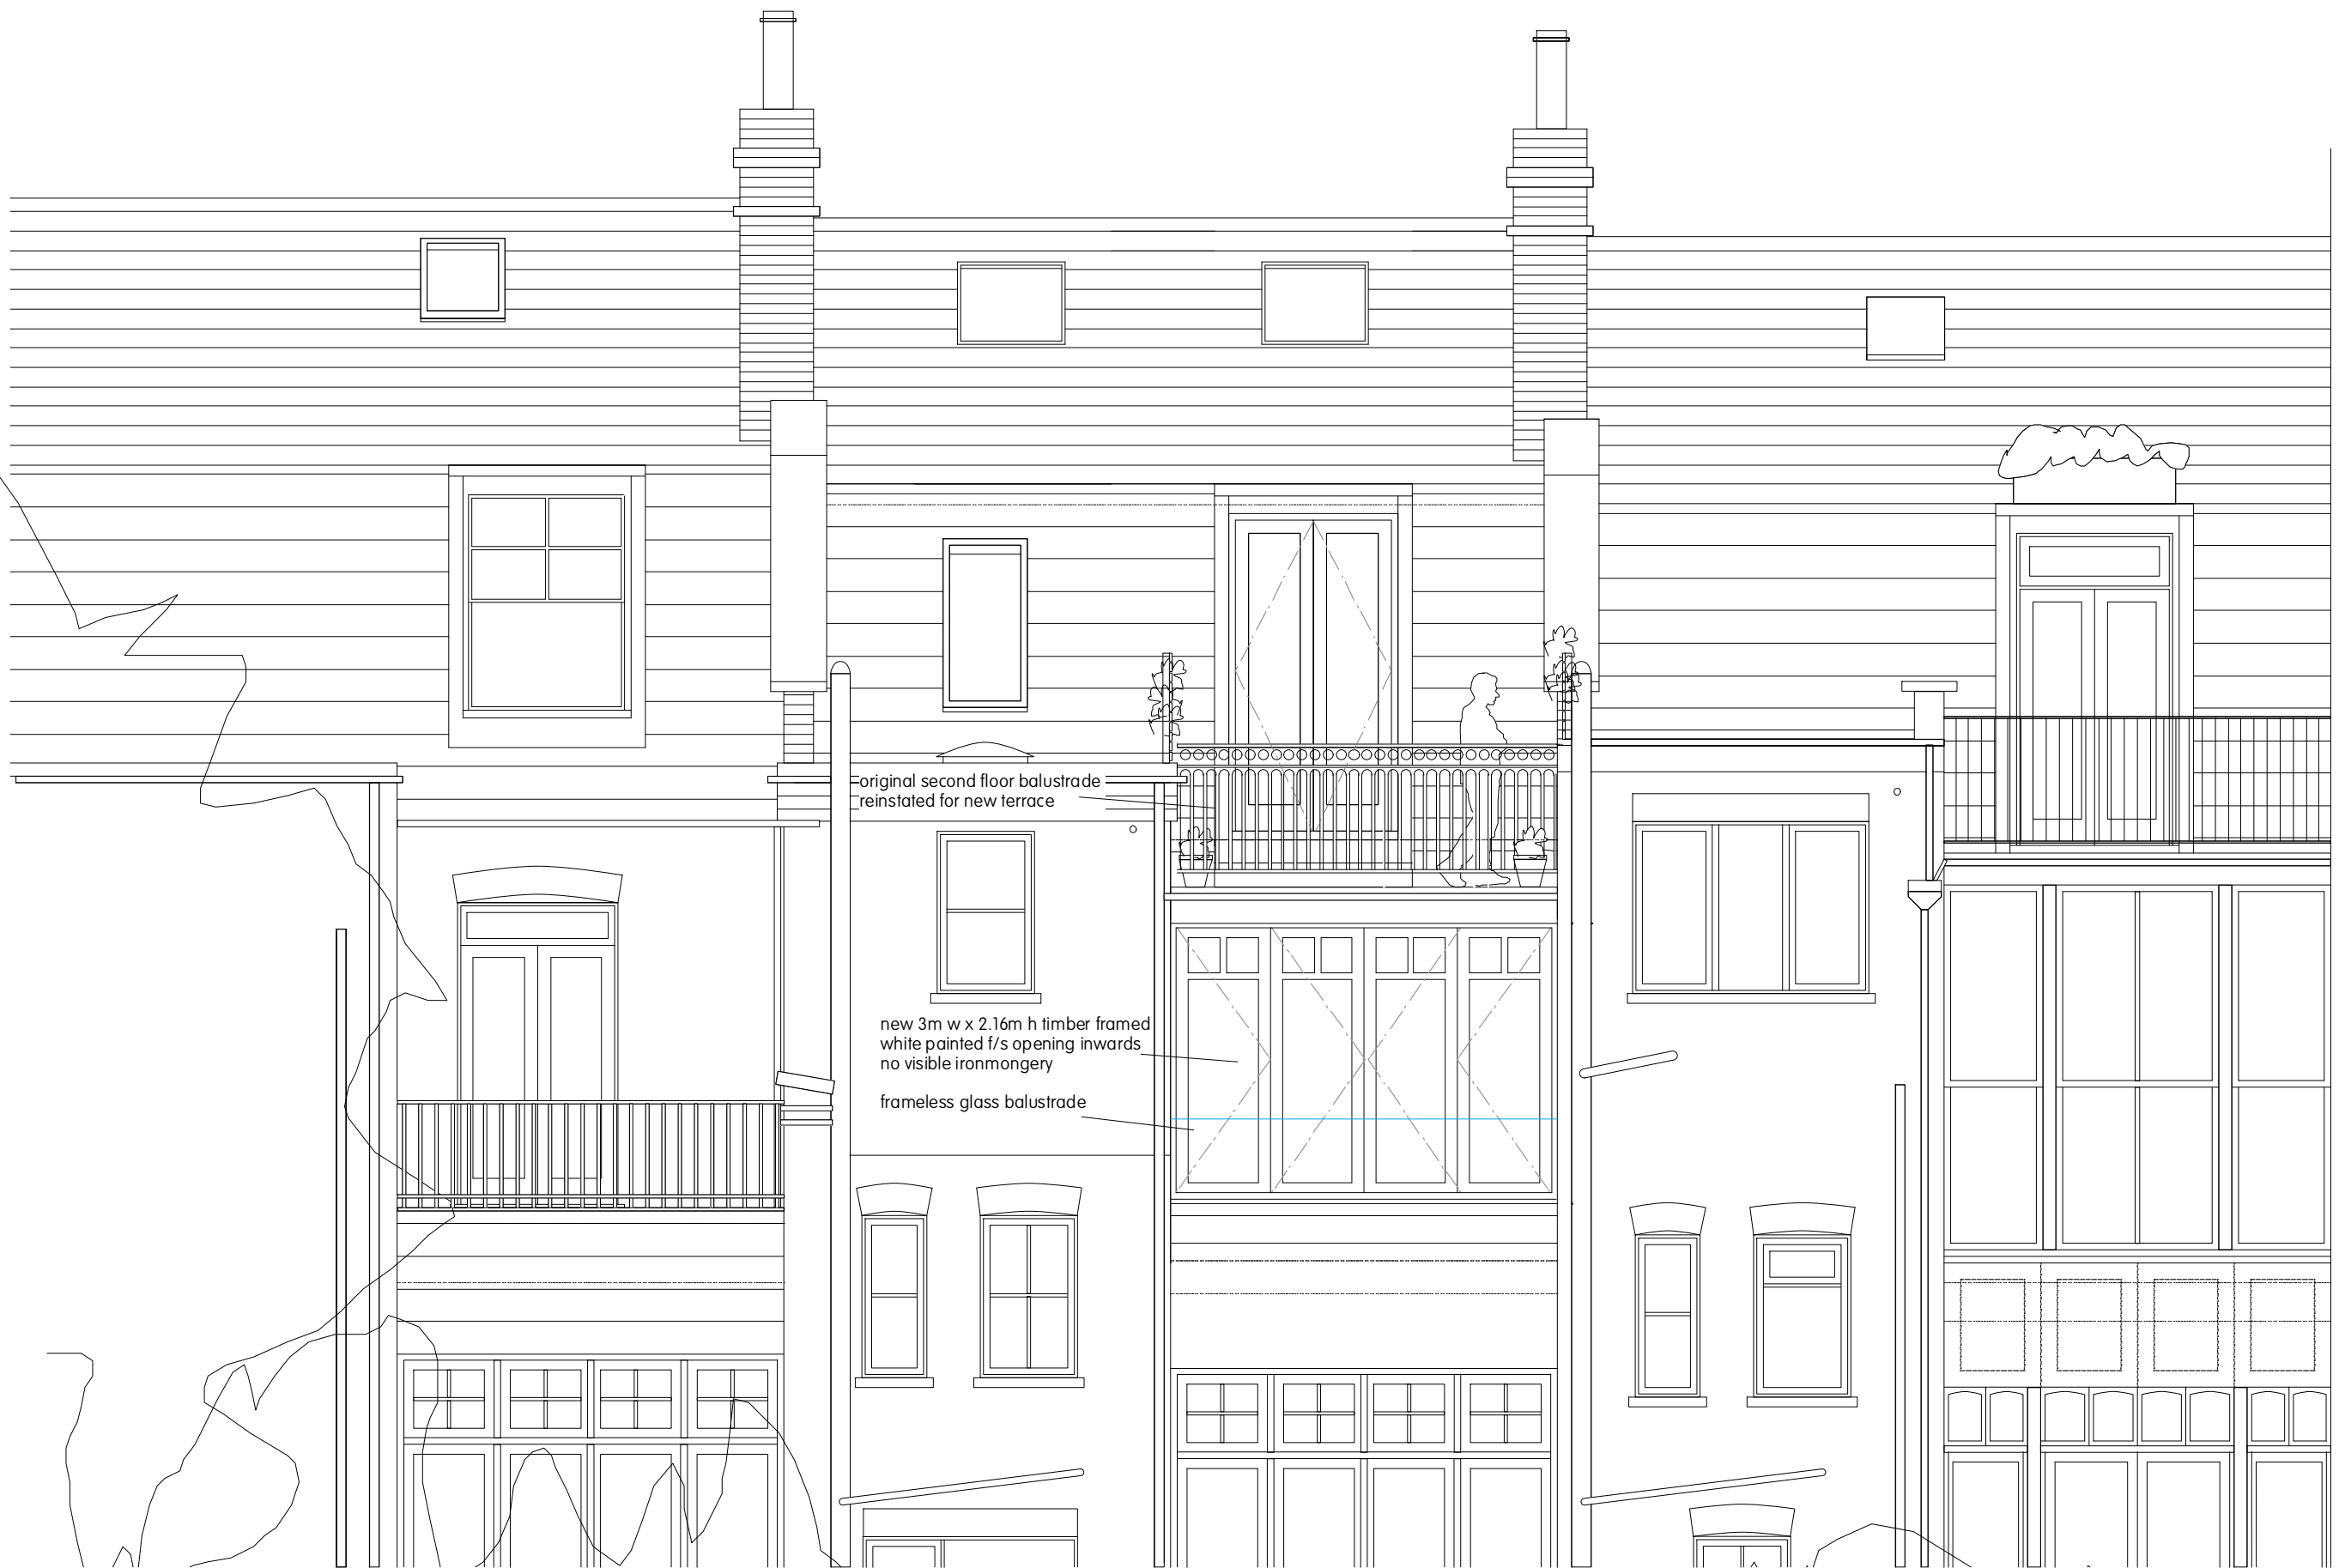 original second floor balustrade
reinstated for new terrace
new 3m w x 2.16m h timber framed
white painted f/s opening inwards
no visible ironmongery
frameless glass balustrade